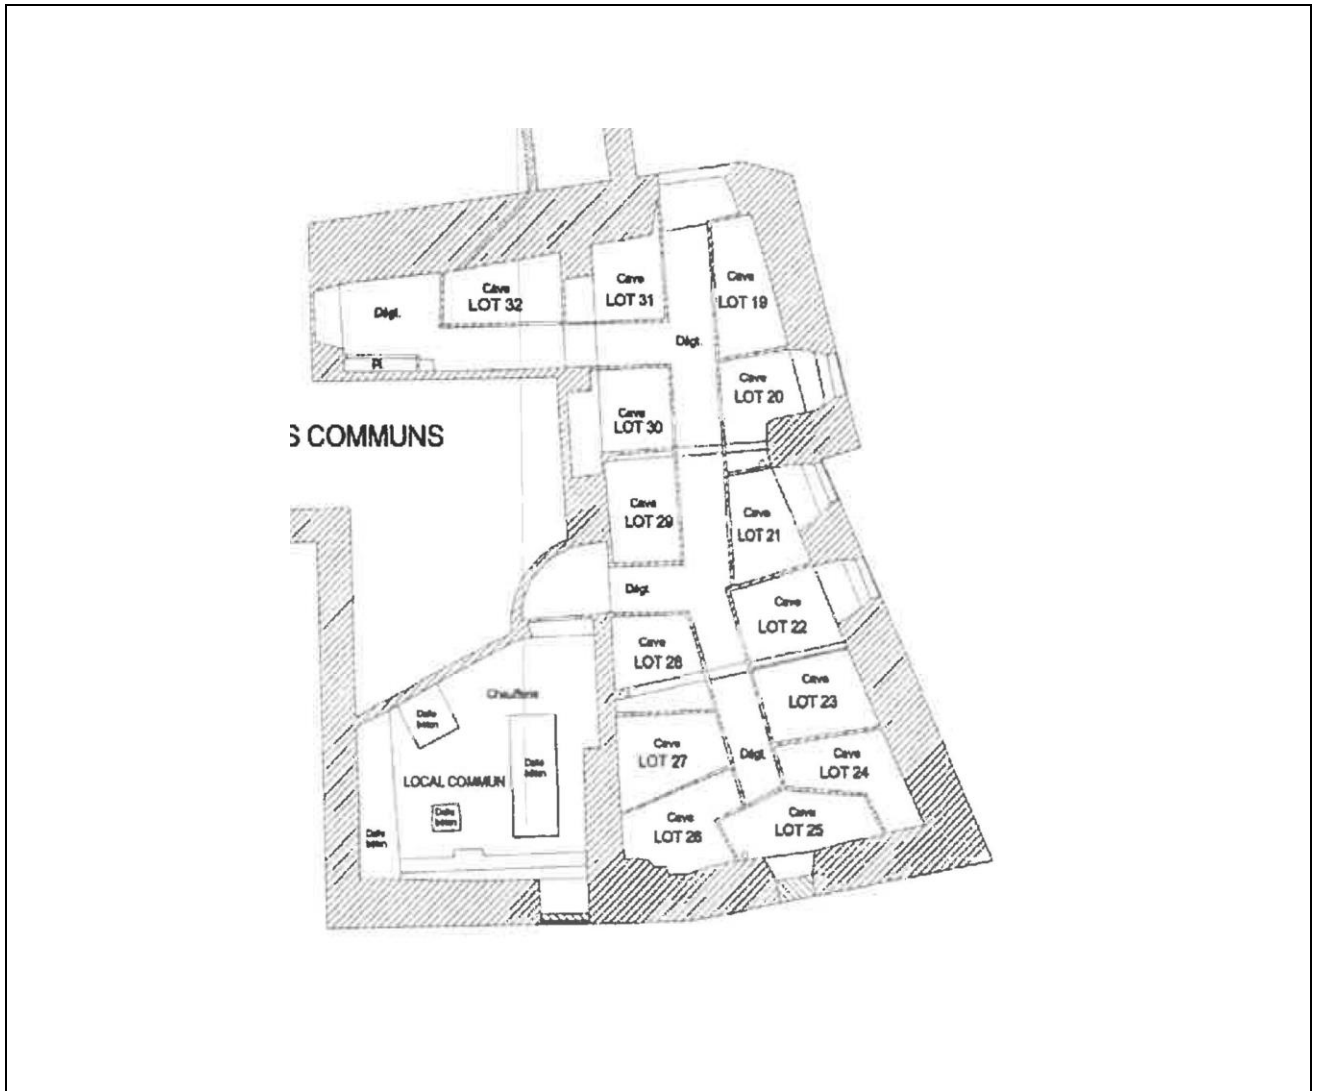 Cave
LOT 19
Cave
LOT 31
Cave
LOT 32
Dégt.
Dégt.
Pl
Cave
LOT 20
Cave
LOT 30
S COMMUNS
Cave
LOT 29
Cave
LOT 21
Dégt.
Cave
LOT 22
Cave
LOT 28
Cave
LOT 23
Chaufferie
Dalle
béton
Cave
LOT 27
Dégt.
Cave
LOT 24
Dalle
béton
LOCAL COMMUN
Dalle
béton
Cave
LOT 26
Cave
LOT 25
Dalle
béton